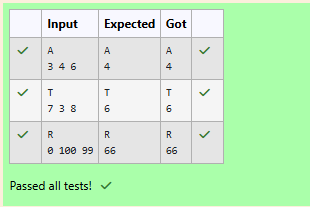 Input Expected Got
A A A
3 4 6 4 4
T T T
7 3 8 6 6
R R R
0 100 99 66 66
Passed all tests!